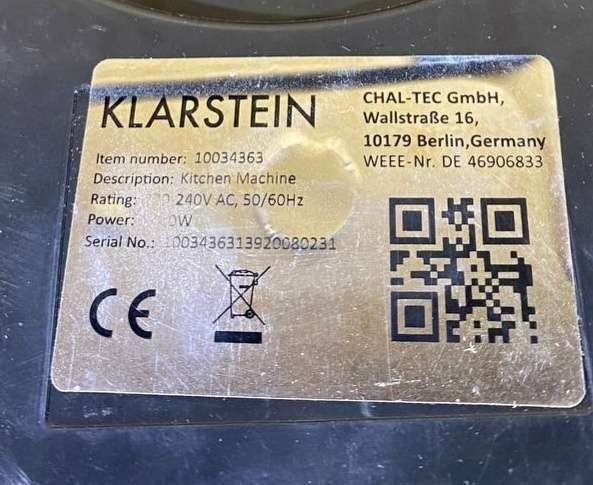 KLARSTEIN
CHAL-TEC GmbH,
Wallstraße 16,
10179 Berlin,Germany
WEEE-Nr. DE 46906833
Item number: 10034363
Description: Kitchen Machine
Rating: 240V AC, 50/60Hz
Power: 0W
Serial No.: 1003436313920080231
CE